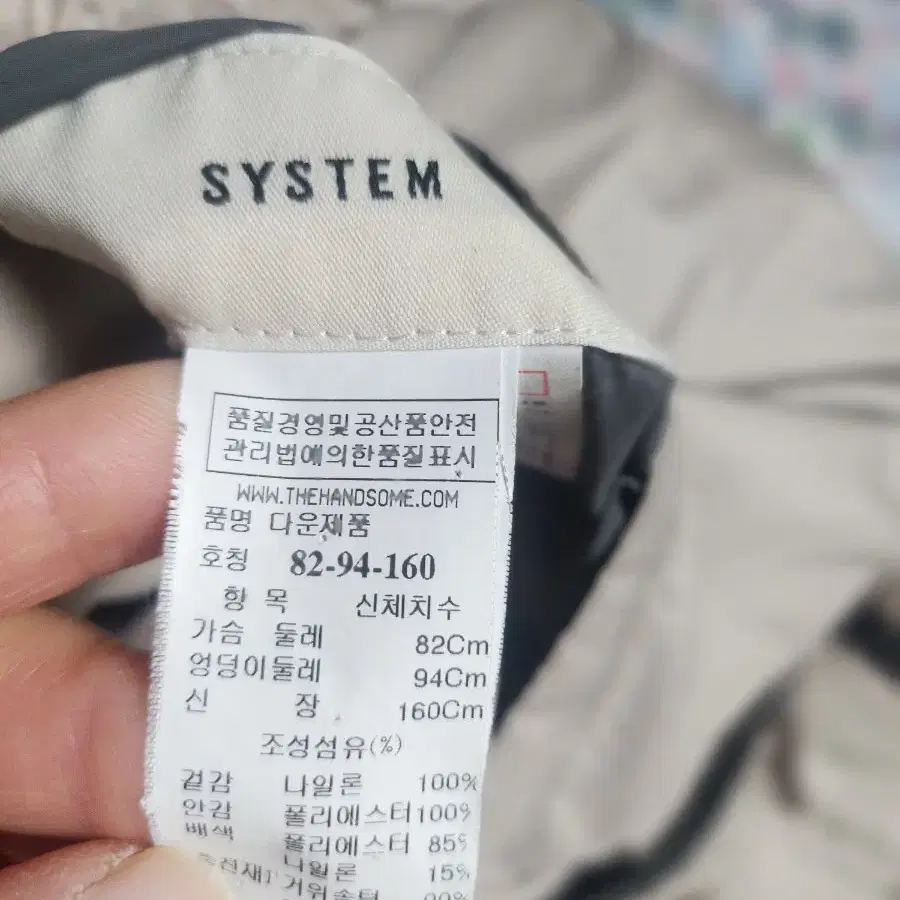 SYSTEM
품질경영및공산품안전
관리법에의한품질표시
WWW.THEHANDSOME.COM
품명 다운제품
호칭 82-94-160
항 목 신체치수
가슴 둘레 82Cm
엉덩이둘레 94Cm
신 장 160Cm
조성섬유(%)
겉감 나일론 100%
안감 폴리에스터 100%
배색 폴리에스터 85%
나일론 15%